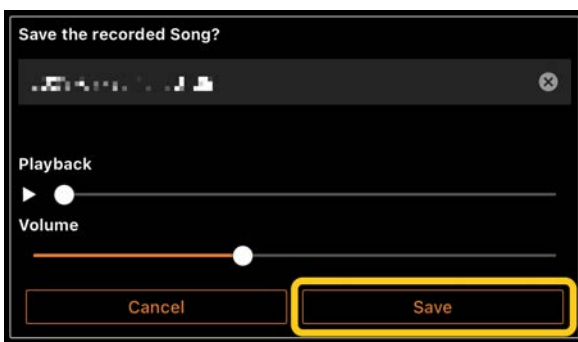 Save the recorded Song?
Playback
Volume
Cancel
Save